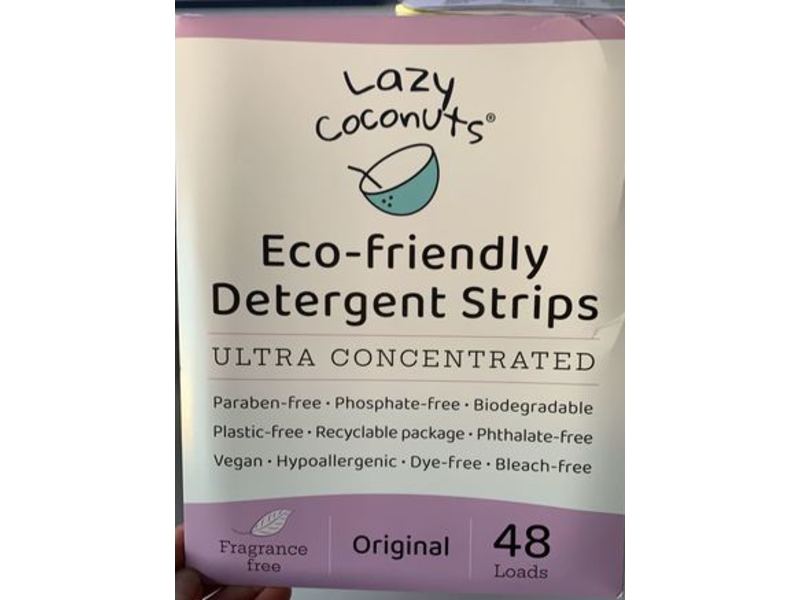 Lazy
Coconuts®
Eco-friendly
Detergent Strips
ULTRA CONCENTRATED
Paraben-free • Phosphate-free • Biodegradable
Plastic-free • Recyclable package • Phthalate-free
Vegan • Hypoallergenic • Dye-free • Bleach-free
Fragrance
free
Original
48
Loads